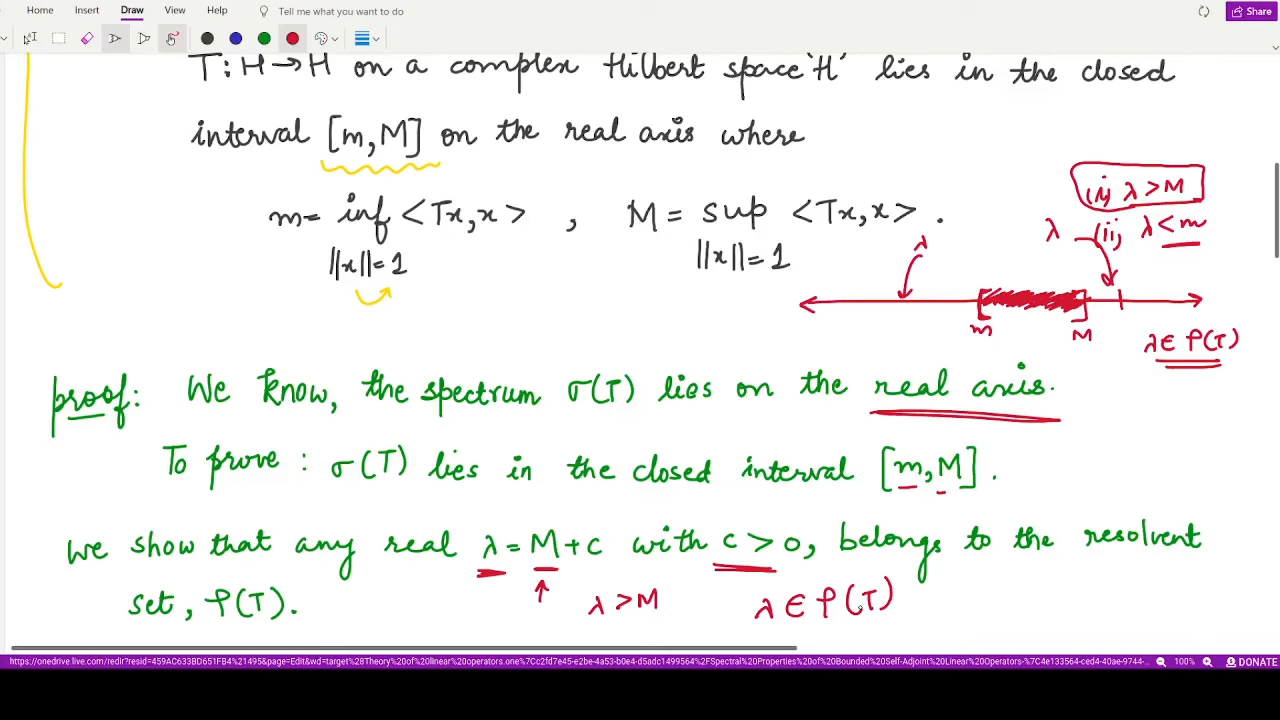 Home Insert Draw View Help Tell me what you want to do Share
T: H → H on a complex Hilbert space 'H' lies in the closed
interval [m, M] on the real axis where
m = inf <Tx, x> , M = sup <Tx, x> .
||x|| = 1 ||x|| = 1
(i) λ > M
λ (ii) λ < m
λ
m M
λ ∈ ρ(T)
proof: We know, the spectrum σ(T) lies on the real axis.
To prove : σ(T) lies in the closed interval [m, M] .
We show that any real λ = M + c with c > 0, belongs to the resolvent
set, ρ(T).
λ > M λ ∈ ρ(T)
100% DONATE